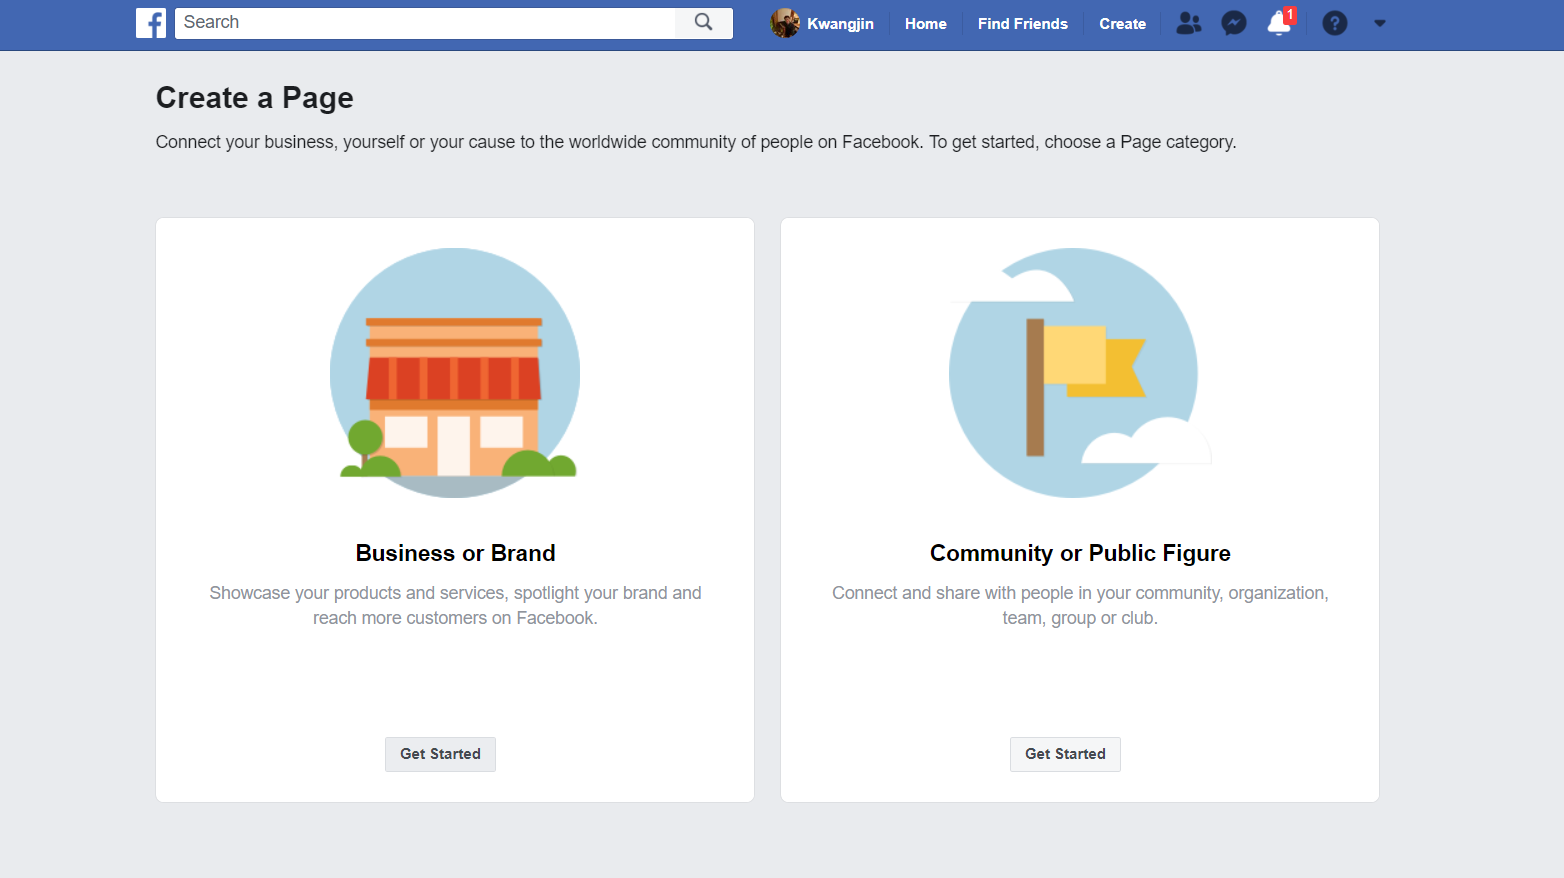 Search
Kwangjin
Home
Find Friends
Create
1
?
Create a Page
Connect your business, yourself or your cause to the worldwide community of people on Facebook. To get started, choose a Page category.
Business or Brand
Showcase your products and services, spotlight your brand and
reach more customers on Facebook.
Get Started
Community or Public Figure
Connect and share with people in your community, organization,
team, group or club.
Get Started